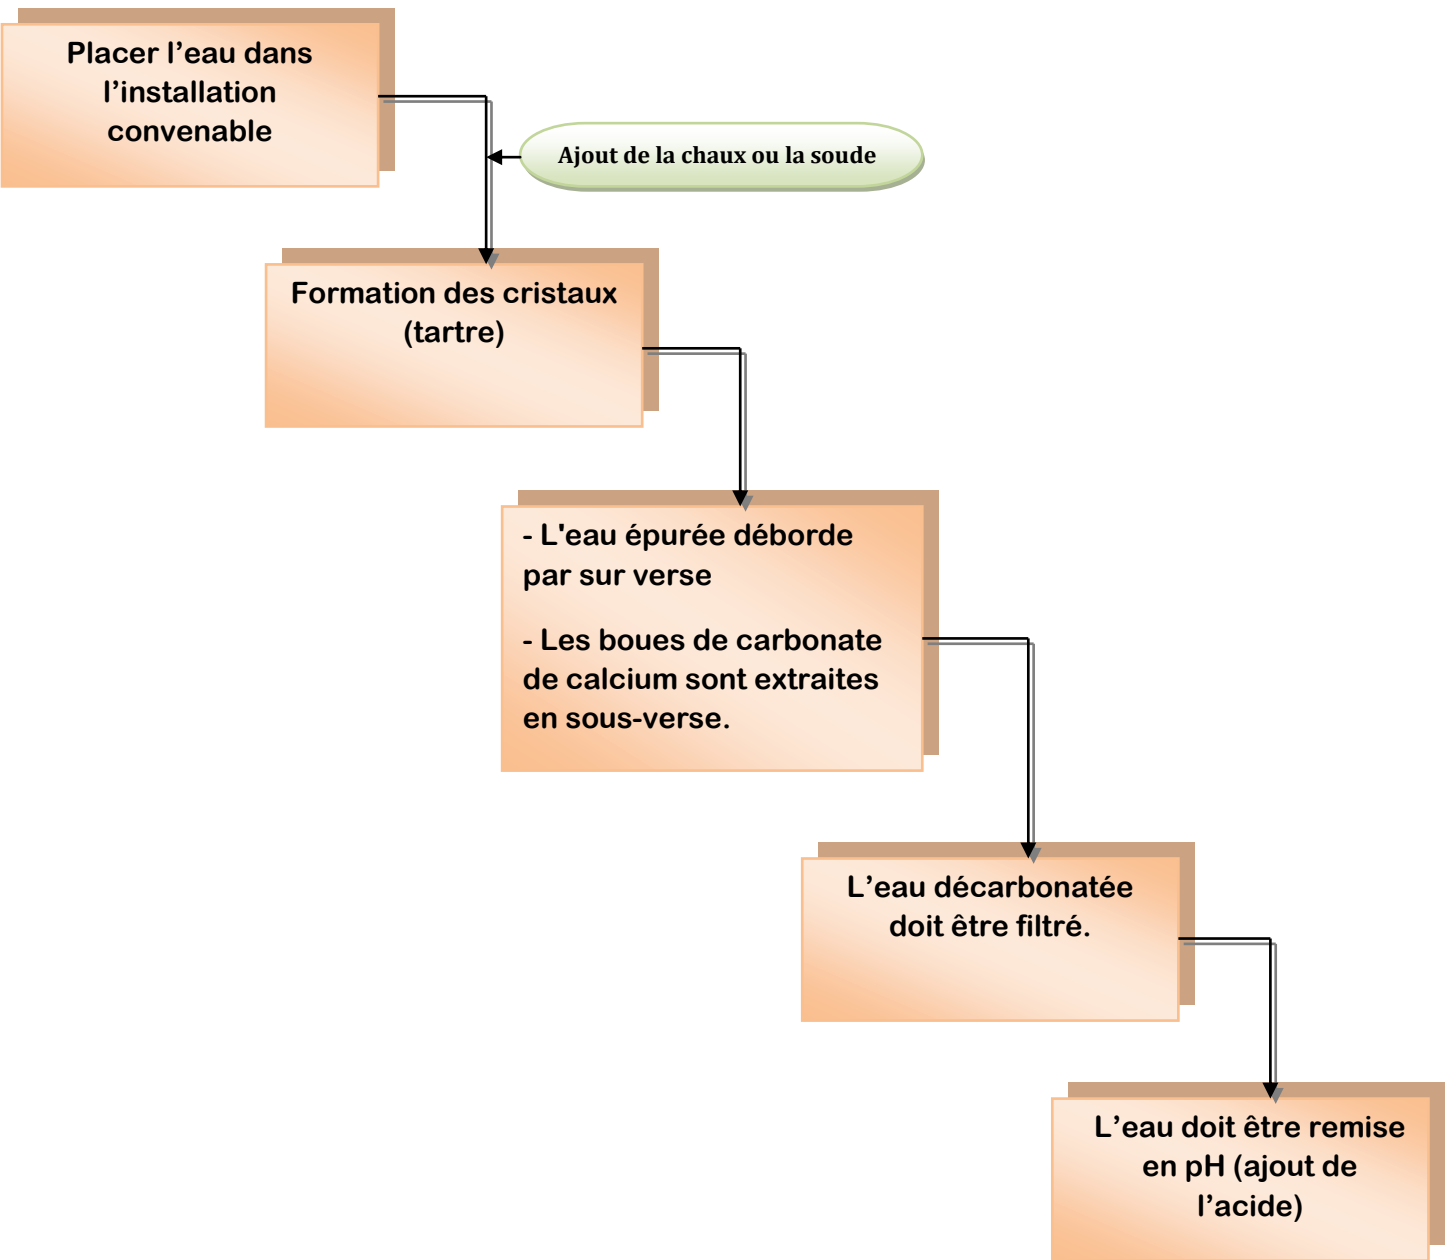 Placer l’eau dans
l’installation
convenable
Ajout de la chaux ou la soude
Formation des cristaux
(tartre)
- L'eau épurée déborde
par sur verse
- Les boues de carbonate
de calcium sont extraites
en sous-verse.
L’eau décarbonatée
doit être filtré.
L’eau doit être remise
en pH (ajout de
l’acide)